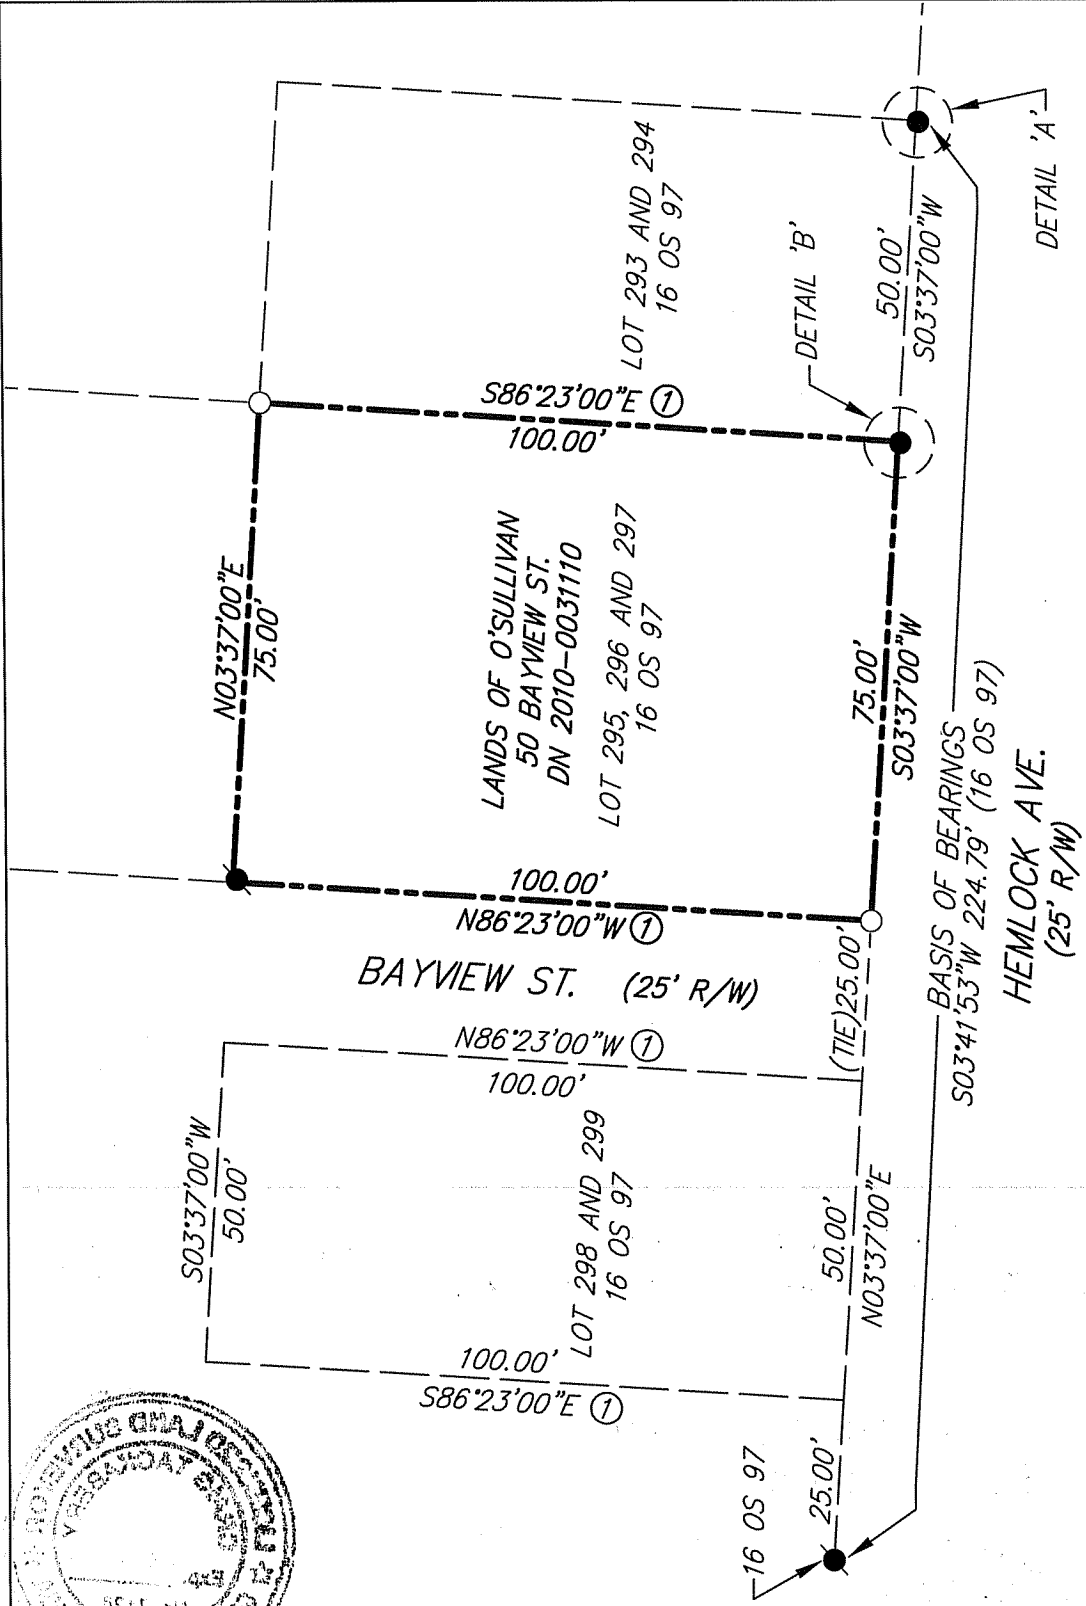 DETAIL 'A'
LOT 293 AND 294
16 OS 97
DETAIL 'B'
50.00'
S03°37'00"W
S86°23'00"E ①
100.00'
N03°37'00"E
75.00'
LANDS OF O'SULLIVAN
50 BAYVIEW ST.
DN 2010-0031110
LOT 295, 296 AND 297
16 OS 97
75.00'
S03°37'00"W
BASIS OF BEARINGS
S03°41'53"W 224.79' (16 OS 97)
HEMLOCK AVE.
(25' R/W)
100.00'
N86°23'00"W ①
BAYVIEW ST. (25' R/W)
(TIE)25.00'
N86°23'00"W ①
100.00'
S03°37'00"W
50.00'
LOT 298 AND 299
16 OS 97
50.00'
N03°37'00"E
100.00'
S86°23'00"E ①
16 OS 97
25.00'
LAND SURVEYOR